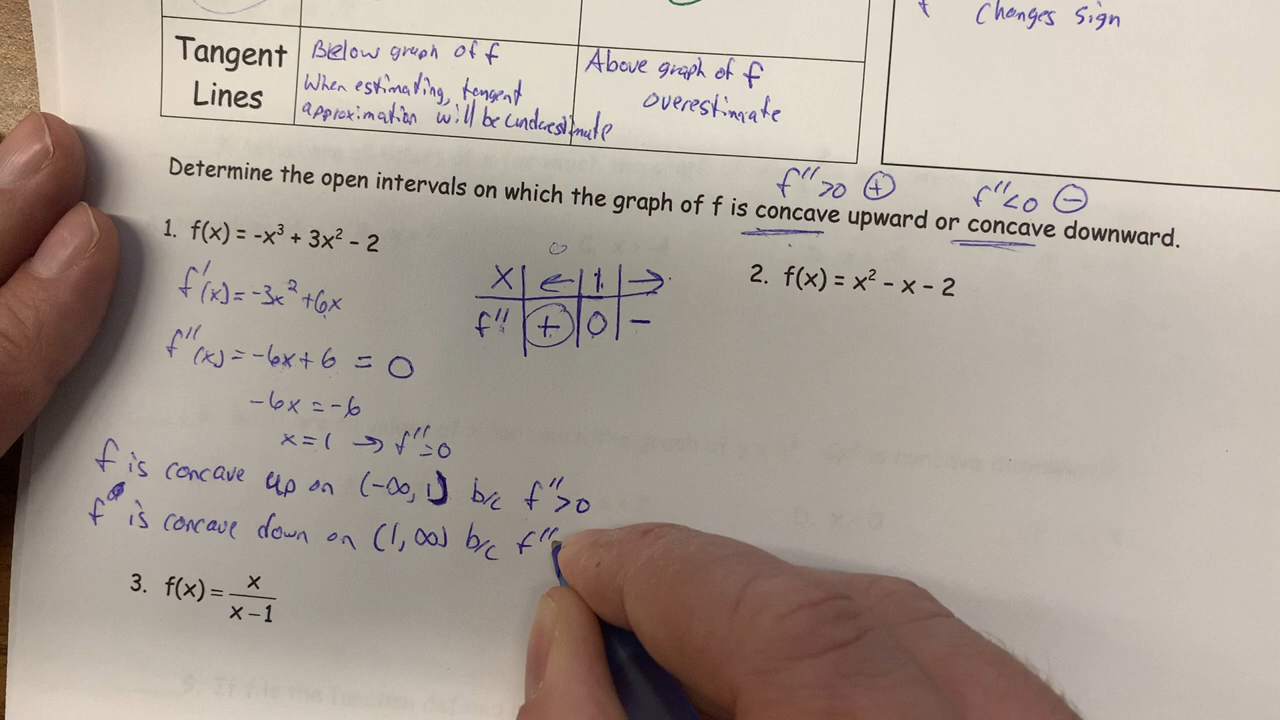 Changes sign
Tangent Lines
Below graph of f
When estimating, tangent
approximation will be underestimate
Above graph of f
overestimate
f''>0 + f''<0 −
Determine the open intervals on which the graph of f is concave upward or concave downward.
1. f(x) = -x³ + 3x² - 2
f'(x) = -3x² + 6x
f''(x) = -6x + 6 = 0
-6x = -6
x = 1 → f'' = 0
0
x ← 1 →
f'' + 0 −
2. f(x) = x² - x - 2
f is concave up on (-∞, 1) b/c f'' > 0
f is concave down on (1, ∞) b/c f''
3. f(x) = x/(x-1)